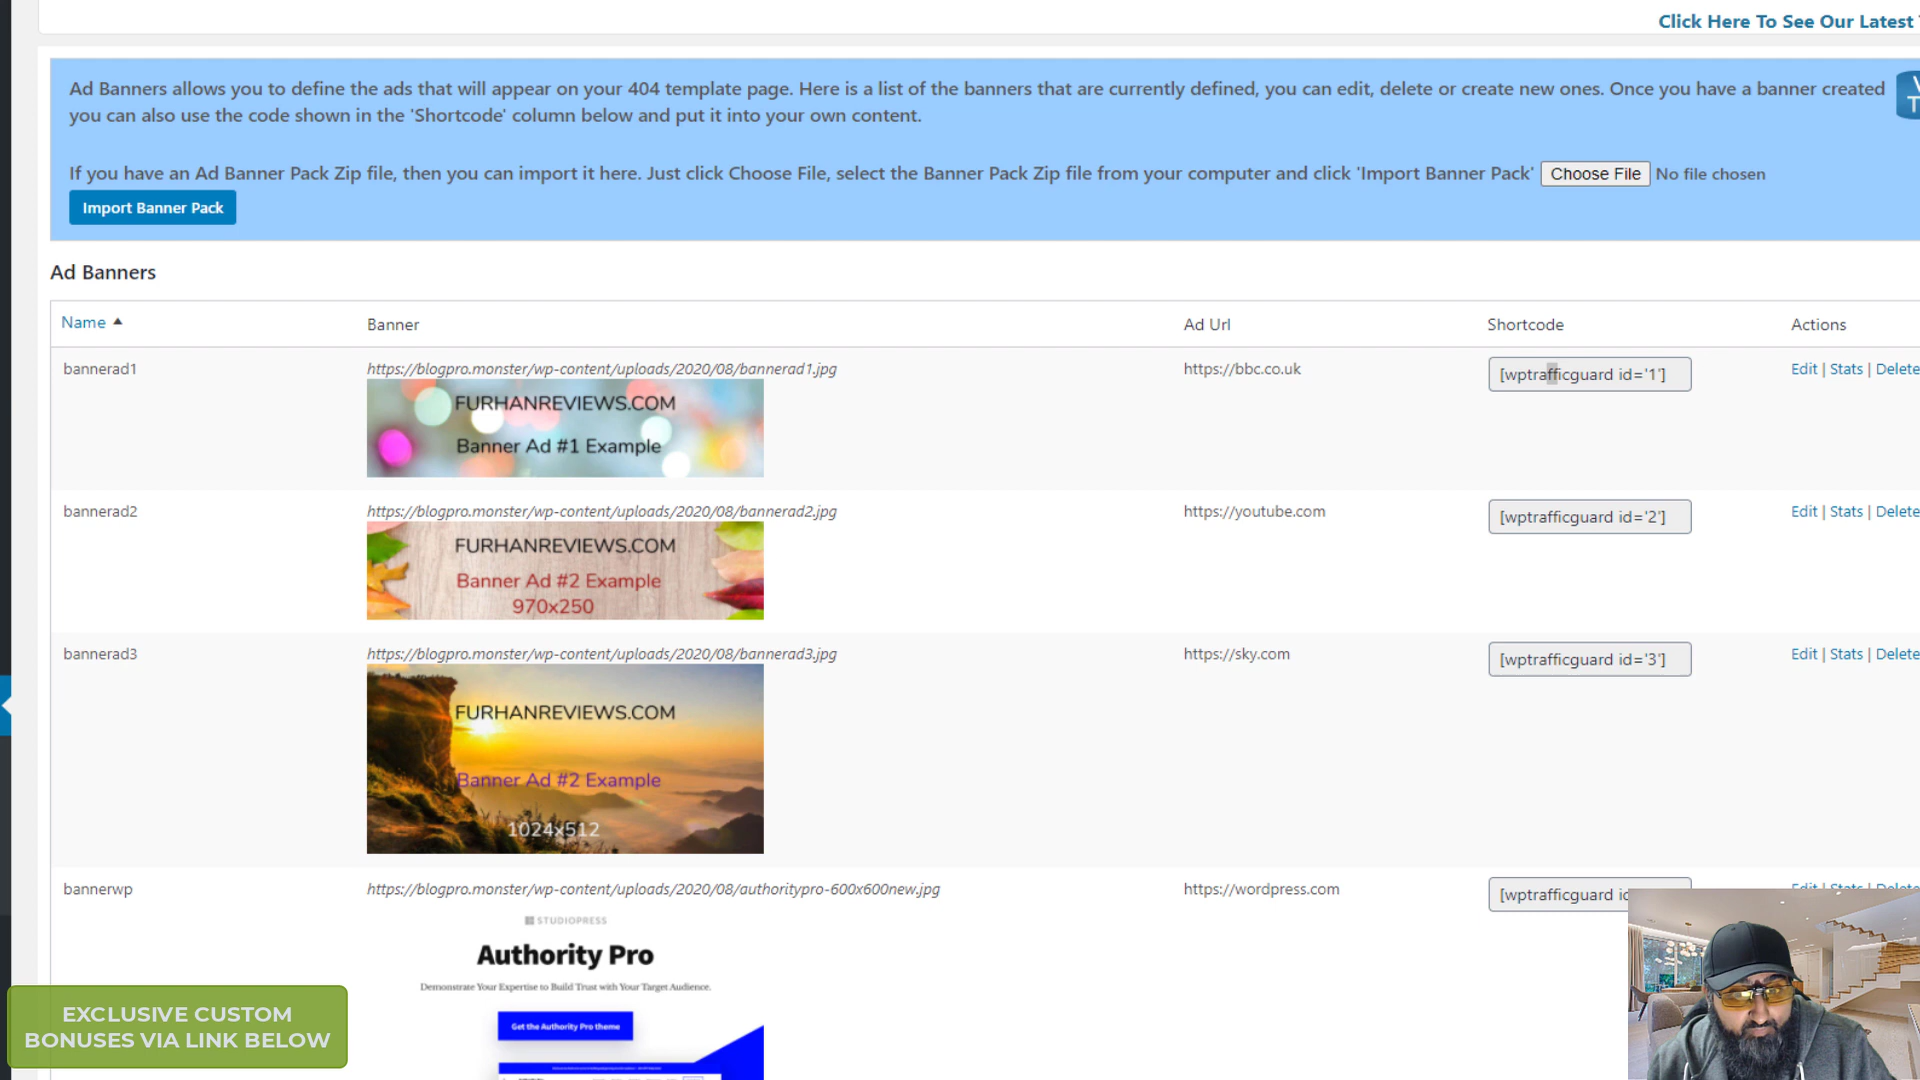 Click Here To See Our Latest
Ad Banners allows you to define the ads that will appear on your 404 template page. Here is a list of the banners that are currently defined, you can edit, delete or create new ones. Once you have a banner created
you can also use the code shown in the 'Shortcode' column below and put it into your own content.
If you have an Ad Banner Pack Zip file, then you can import it here. Just click Choose File, select the Banner Pack Zip file from your computer and click 'Import Banner Pack' Choose File No file chosen
Import Banner Pack
Ad Banners
Name Banner Ad Url Shortcode Actions
bannerad1 https://blogpro.monster/wp-content/uploads/2020/08/bannerad1.jpg https://bbc.co.uk [wptrafficguard id='1'] Edit | Stats | Delete
FURHANREVIEWS.COM
Banner Ad #1 Example
bannerad2 https://blogpro.monster/wp-content/uploads/2020/08/bannerad2.jpg https://youtube.com [wptrafficguard id='2'] Edit | Stats | Delete
FURHANREVIEWS.COM
Banner Ad #2 Example
970x250
bannerad3 https://blogpro.monster/wp-content/uploads/2020/08/bannerad3.jpg https://sky.com [wptrafficguard id='3'] Edit | Stats | Delete
FURHANREVIEWS.COM
Banner Ad #2 Example
1024x512
bannerwp https://blogpro.monster/wp-content/uploads/2020/08/authoritypro-600x600new.jpg https://wordpress.com [wptrafficguard Edit | Stats | Delete
STUDIOPRESS
Authority Pro
Demonstrate Your Expertise to Build Trust with Your Target Audience.
Get the Authority Pro theme
EXCLUSIVE CUSTOM
BONUSES VIA LINK BELOW